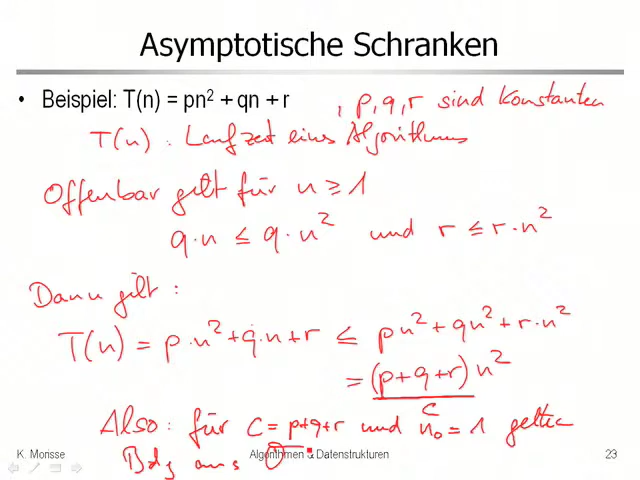 Asymptotische Schranken
• Beispiel: T(n) = pn² + qn + r , p, q, r sind Konstanten
T(n) : Laufzeit eines Algorithmus
Offenbar gilt für n ≥ 1
q · n ≤ q · n² und r ≤ r · n²
Dann gilt :
T(n) = p · n² + q · n + r ≤ pn² + qn² + r · n²
= (p + q + r) n²
c
Also : für c = p+q+r und n₀ = 1 gelten
K. Morisse Algorithmen & Datenstrukturen 23
aus O